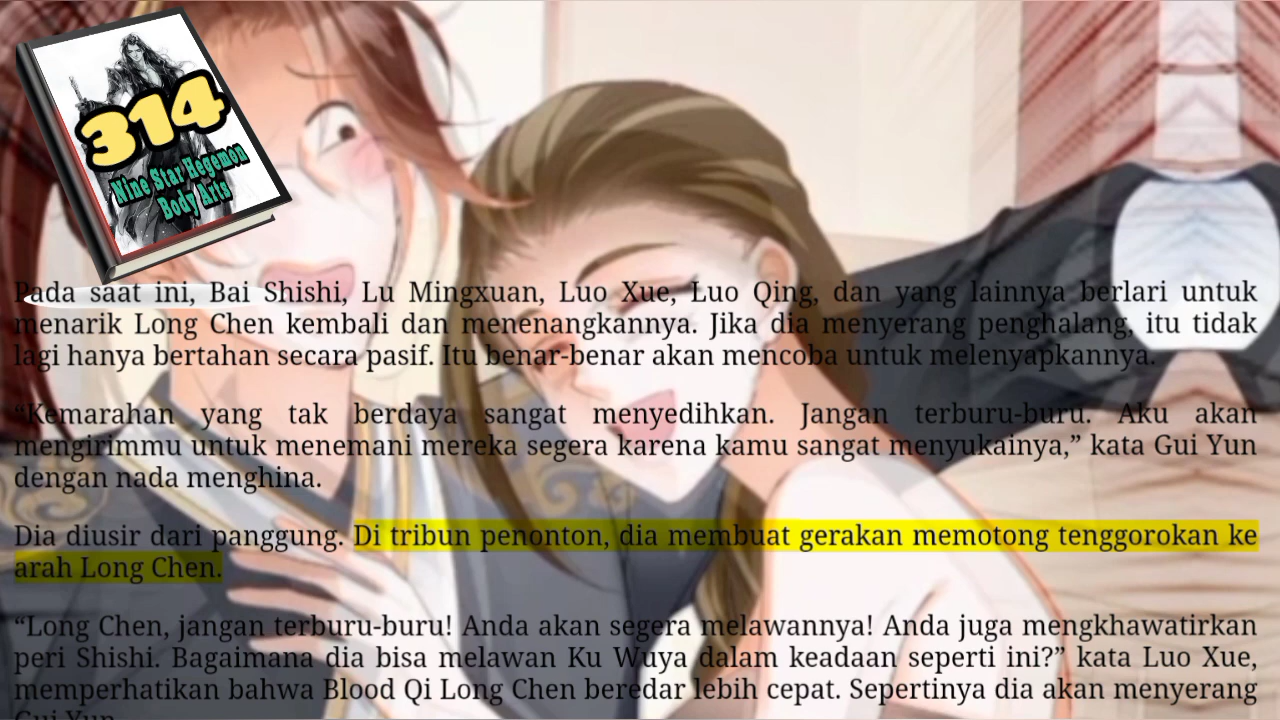 314
Nine Star Hegemon
Body Arts
Pada saat ini, Bai Shishi, Lu Mingxuan, Luo Xue, Luo Qing, dan yang lainnya berlari untuk
menarik Long Chen kembali dan menenangkannya. Jika dia menyerang penghalang, itu tidak
lagi hanya bertahan secara pasif. Itu benar-benar akan mencoba untuk melenyapkannya.
“Kemarahan yang tak berdaya sangat menyedihkan. Jangan terburu-buru. Aku akan
mengirimmu untuk menemani mereka segera karena kamu sangat menyukainya,” kata Gui Yun
dengan nada menghina.
Dia diusir dari panggung. Di tribun penonton, dia membuat gerakan memotong tenggorokan ke
arah Long Chen.
“Long Chen, jangan terburu-buru! Anda akan segera melawannya! Anda juga mengkhawatirkan
peri Shishi. Bagaimana dia bisa melawan Ku Wuya dalam keadaan seperti ini?” kata Luo Xue,
memperhatikan bahwa Blood Qi Long Chen beredar lebih cepat. Sepertinya dia akan menyerang
Gui Yun.